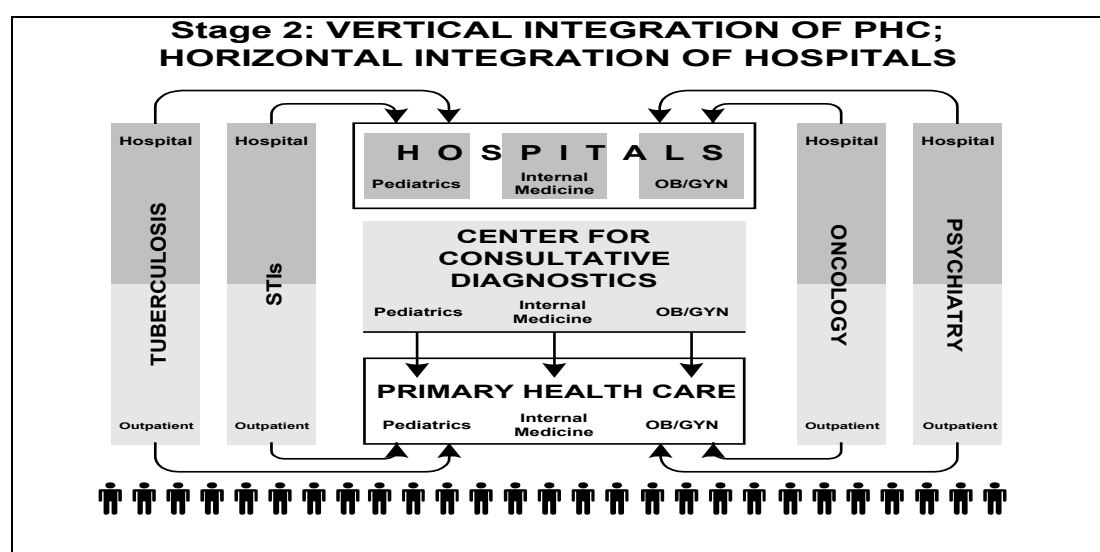 Stage 2: VERTICAL INTEGRATION OF PHC;
HORIZONTAL INTEGRATION OF HOSPITALS
Hospital
TUBERCULOSIS
Outpatient
Hospital
STIs
Outpatient
HOSPITALS
Pediatrics
Internal
Medicine
OB/GYN
CENTER FOR
CONSULTATIVE
DIAGNOSTICS
Pediatrics
Internal
Medicine
OB/GYN
PRIMARY HEALTH CARE
Pediatrics
Internal
Medicine
OB/GYN
Hospital
ONCOLOGY
Outpatient
Hospital
PSYCHIATRY
Outpatient